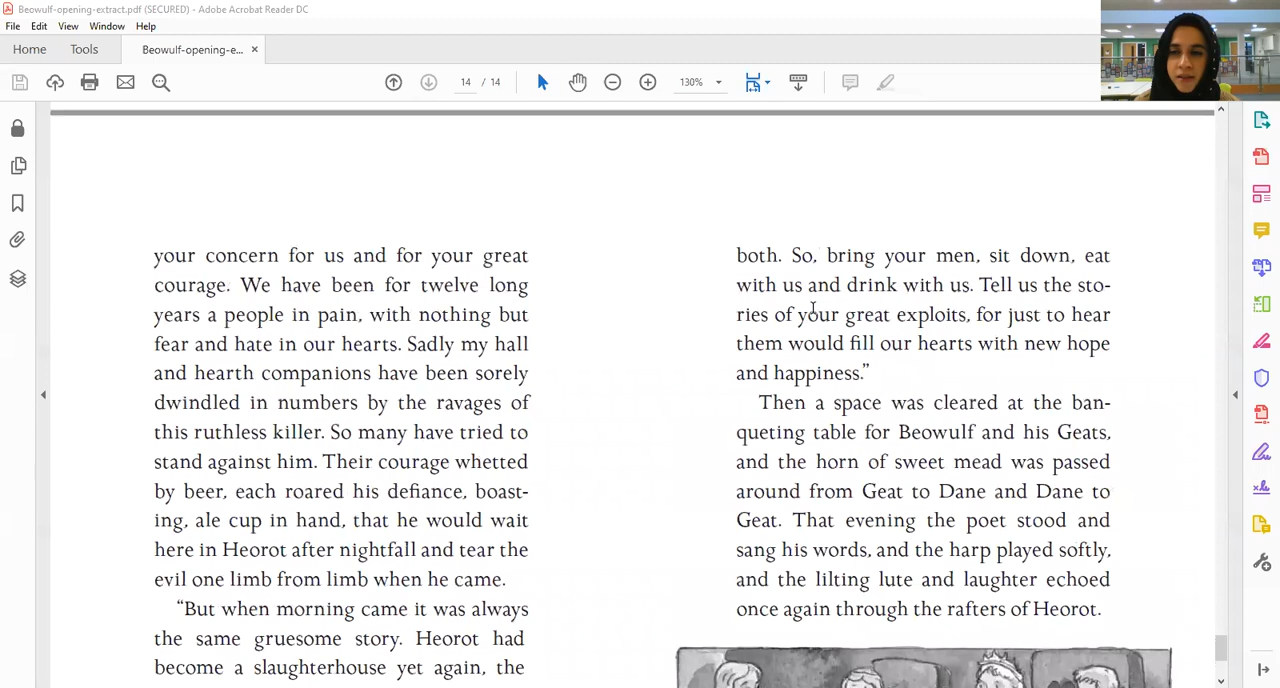 Beowulf-opening-extract.pdf (SECURED) - Adobe Acrobat Reader DC
File Edit View Window Help
Home Tools Beowulf-opening-e... ×
14 / 14 130%
your concern for us and for your great
courage. We have been for twelve long
years a people in pain, with nothing but
fear and hate in our hearts. Sadly my hall
and hearth companions have been sorely
dwindled in numbers by the ravages of
this ruthless killer. So many have tried to
stand against him. Their courage whetted
by beer, each roared his defiance, boast-
ing, ale cup in hand, that he would wait
here in Heorot after nightfall and tear the
evil one limb from limb when he came.
“But when morning came it was always
the same gruesome story. Heorot had
become a slaughterhouse yet again, the
both. So, bring your men, sit down, eat
with us and drink with us. Tell us the sto-
ries of your great exploits, for just to hear
them would fill our hearts with new hope
and happiness.”
Then a space was cleared at the ban-
queting table for Beowulf and his Geats,
and the horn of sweet mead was passed
around from Geat to Dane and Dane to
Geat. That evening the poet stood and
sang his words, and the harp played softly,
and the lilting lute and laughter echoed
once again through the rafters of Heorot.